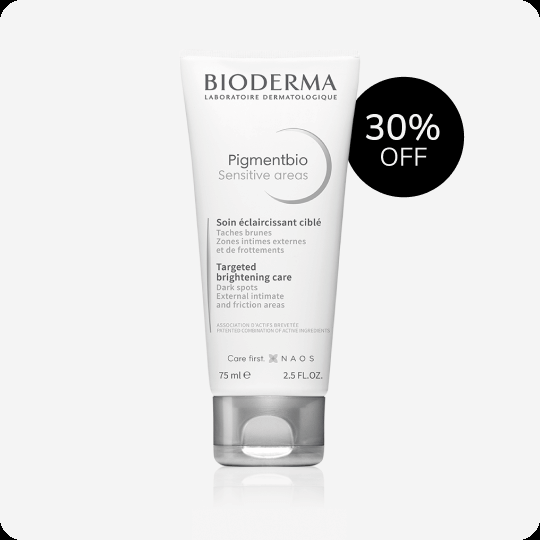 BIODERMA
LABORATOIRE DERMATOLOGIQUE
30%
OFF
Pigmentbio
Sensitive areas
Soin éclaircissant ciblé
Taches brunes
Zones intimes externes
et de frottements
Targeted
brightening care
Dark spots
External intimate
and friction areas
ASSOCIATION D'ACTIFS BREVETÉE
PATENTED COMBINATION OF ACTIVE INGREDIENTS
Care first. NAOS
75 ml ℮ 2.5 FL.OZ.